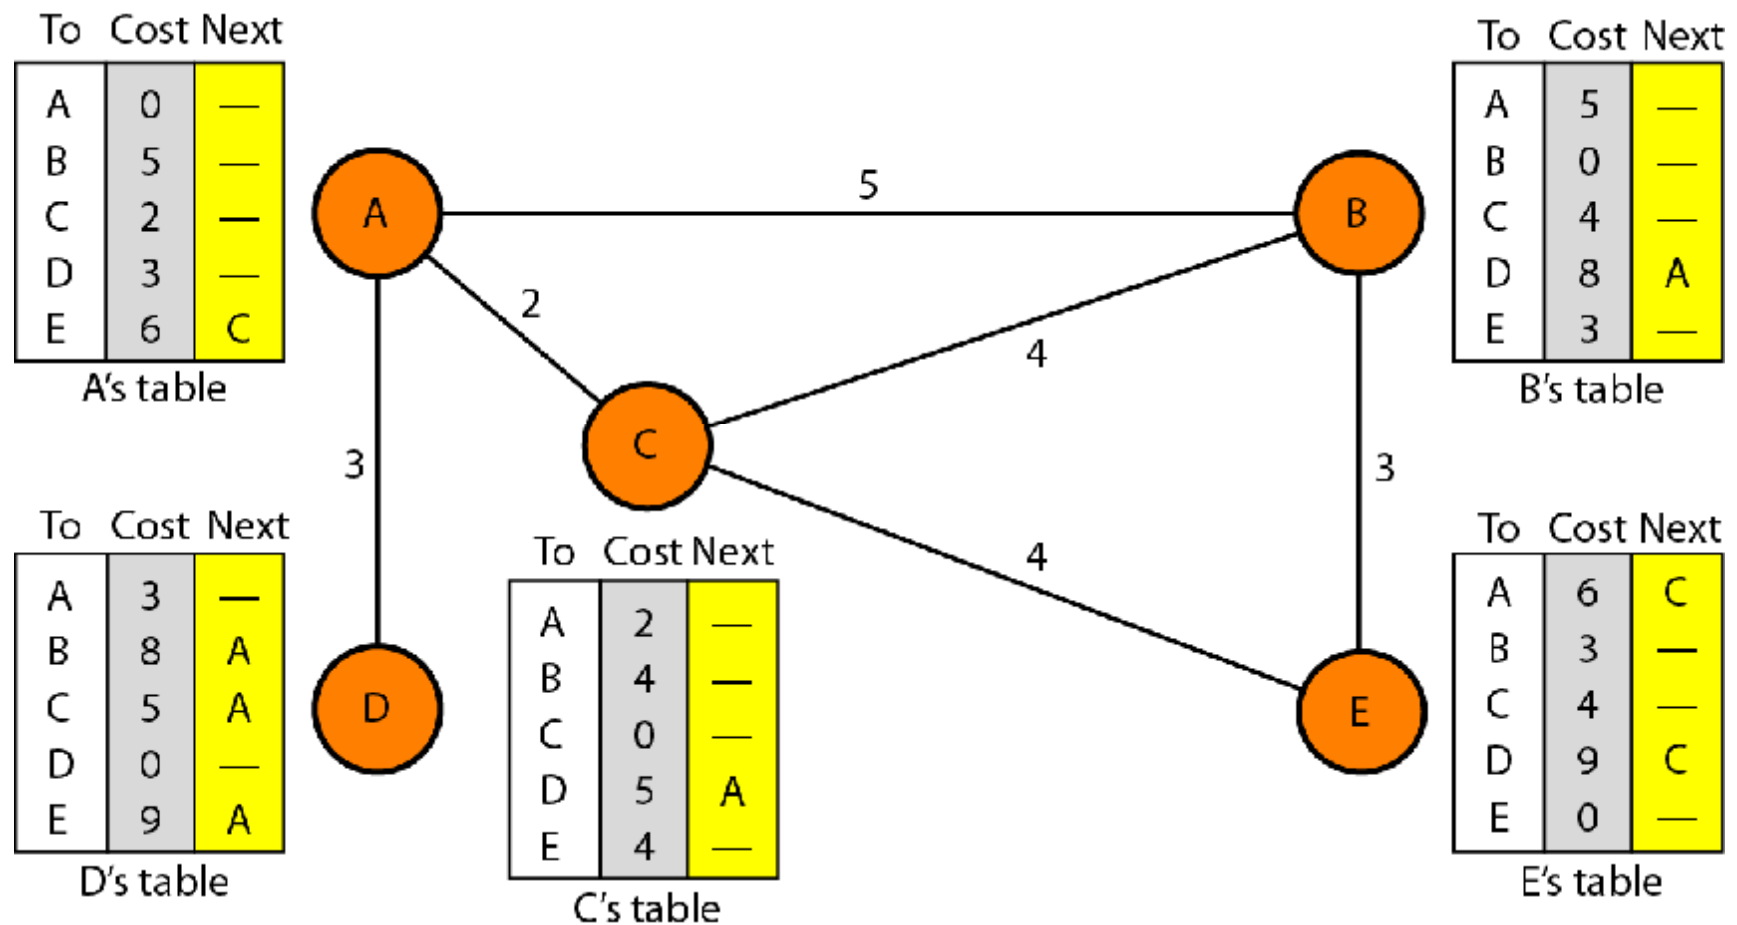 To Cost Next
A 0 —
B 5 —
C 2 —
D 3 —
E 6 C
A's table
To Cost Next
A 5 —
B 0 —
C 4 —
D 8 A
E 3 —
B's table
A
5
B
2
4
C
3
3
4
D
E
To Cost Next
A 3 —
B 8 A
C 5 A
D 0 —
E 9 A
D's table
To Cost Next
A 2 —
B 4 —
C 0 —
D 5 A
E 4 —
C's table
To Cost Next
A 6 C
B 3 —
C 4 —
D 9 C
E 0 —
E's table